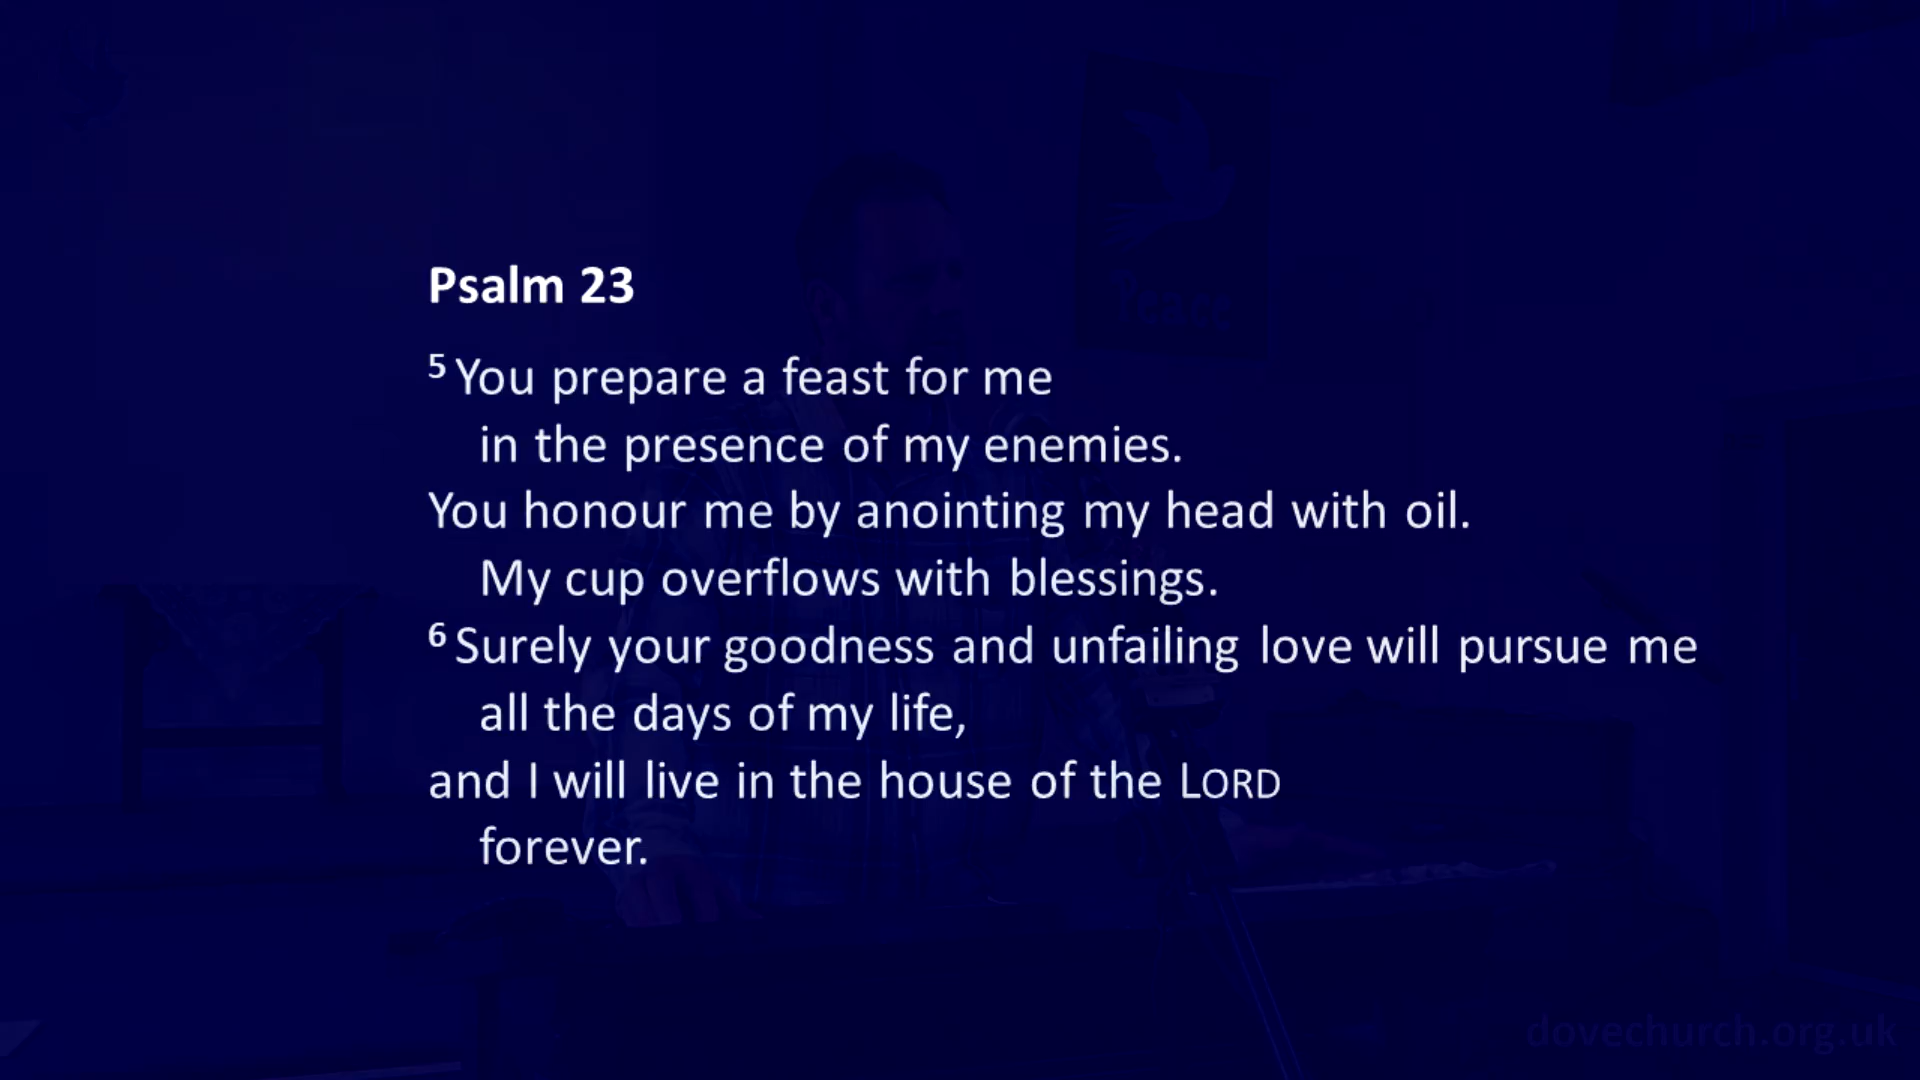 Peace
Psalm 23
5 You prepare a feast for me
in the presence of my enemies.
You honour me by anointing my head with oil.
My cup overflows with blessings.
6 Surely your goodness and unfailing love will pursue me
all the days of my life,
and I will live in the house of the LORD
forever.
dovechurch.org.uk